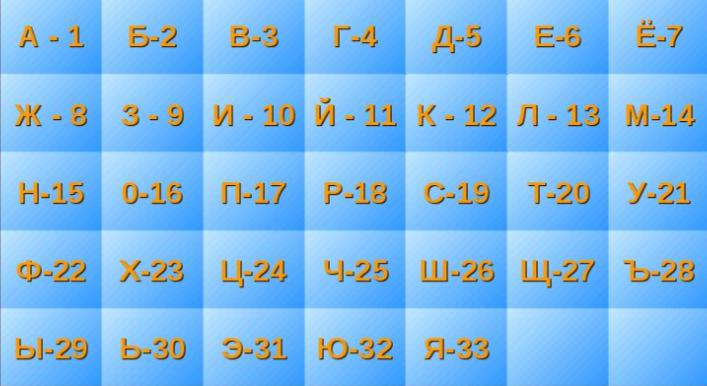 А - 1 Б-2 В-3 Г-4 Д-5 Е-6 Ё-7
Ж - 8 З - 9 И - 10 Й - 11 К - 12 Л - 13 М-14
Н-15 0-16 П-17 Р-18 С-19 Т-20 У-21
Ф-22 Х-23 Ц-24 Ч-25 Ш-26 Щ-27 Ъ-28
Ы-29 Ь-30 Э-31 Ю-32 Я-33